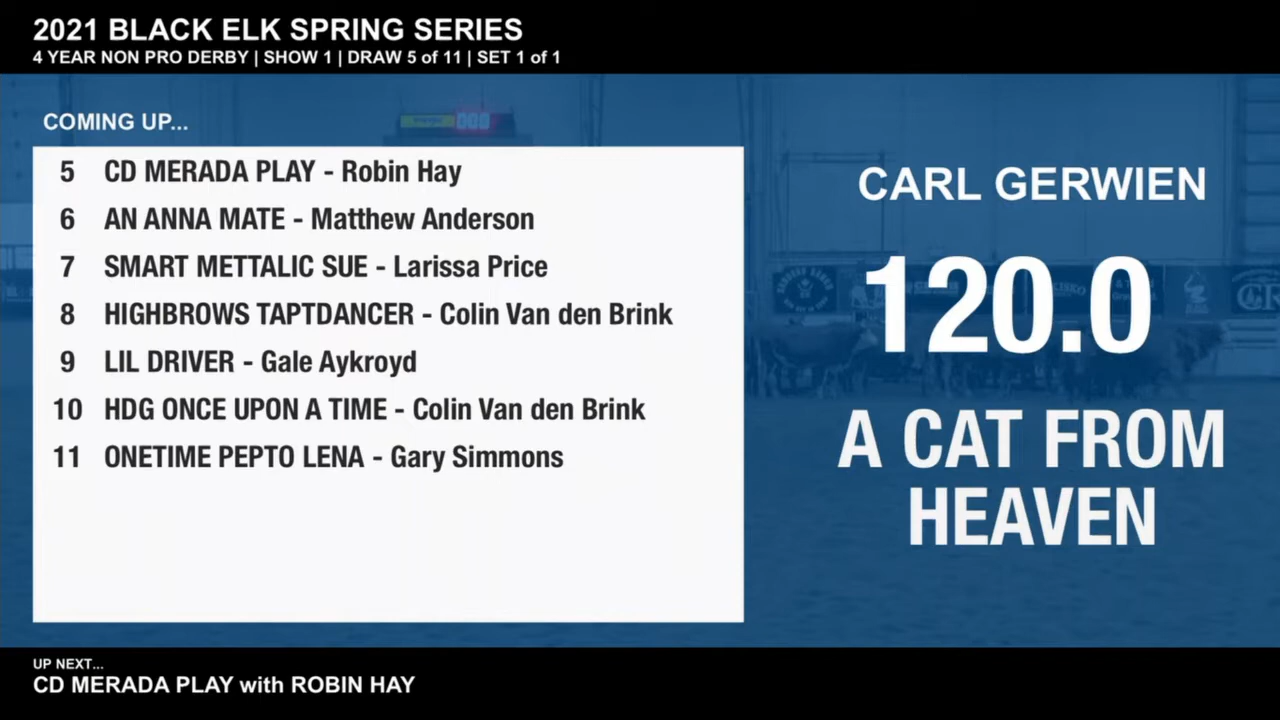 2021 BLACK ELK SPRING SERIES
4 YEAR NON PRO DERBY | SHOW 1 | DRAW 5 of 11 | SET 1 of 1
COMING UP...
5 CD MERADA PLAY - Robin Hay
6 AN ANNA MATE - Matthew Anderson
7 SMART METTALIC SUE - Larissa Price
8 HIGHBROWS TAPTDANCER - Colin Van den Brink
9 LIL DRIVER - Gale Aykroyd
10 HDG ONCE UPON A TIME - Colin Van den Brink
11 ONETIME PEPTO LENA - Gary Simmons
CARL GERWIEN
120.0
A CAT FROM
HEAVEN
UP NEXT...
CD MERADA PLAY with ROBIN HAY